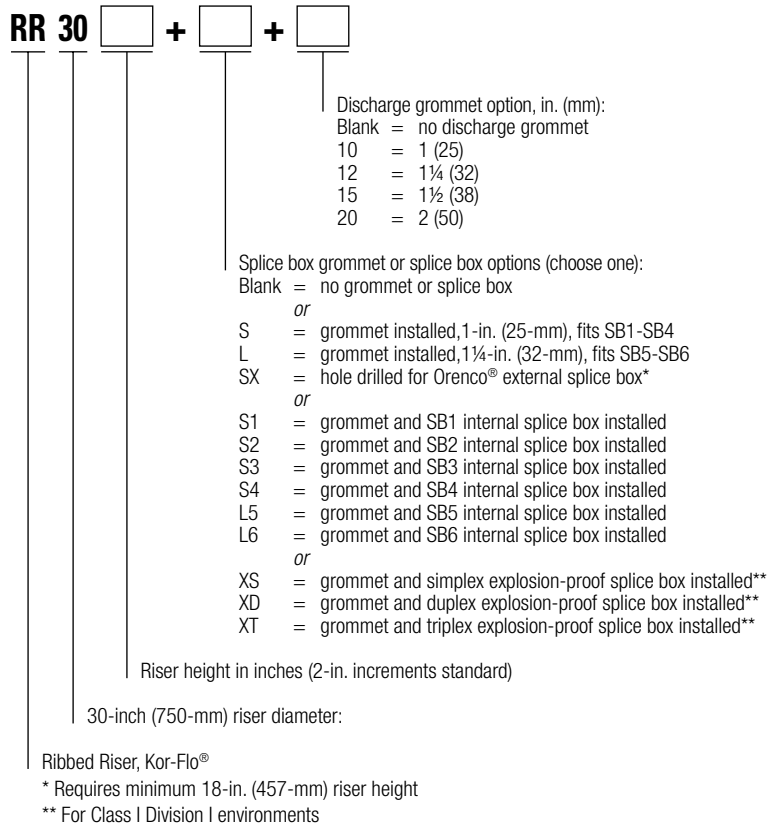 RR 30 + +
Discharge grommet option, in. (mm):
Blank = no discharge grommet
10 = 1 (25)
12 = 1¼ (32)
15 = 1½ (38)
20 = 2 (50)
Splice box grommet or splice box options (choose one):
Blank = no grommet or splice box
or
S = grommet installed,1-in. (25-mm), fits SB1-SB4
L = grommet installed,1¼-in. (32-mm), fits SB5-SB6
SX = hole drilled for Orenco® external splice box*
or
S1 = grommet and SB1 internal splice box installed
S2 = grommet and SB2 internal splice box installed
S3 = grommet and SB3 internal splice box installed
S4 = grommet and SB4 internal splice box installed
L5 = grommet and SB5 internal splice box installed
L6 = grommet and SB6 internal splice box installed
or
XS = grommet and simplex explosion-proof splice box installed**
XD = grommet and duplex explosion-proof splice box installed**
XT = grommet and triplex explosion-proof splice box installed**
Riser height in inches (2-in. increments standard)
30-inch (750-mm) riser diameter:
Ribbed Riser, Kor-Flo®
* Requires minimum 18-in. (457-mm) riser height
** For Class I Division I environments